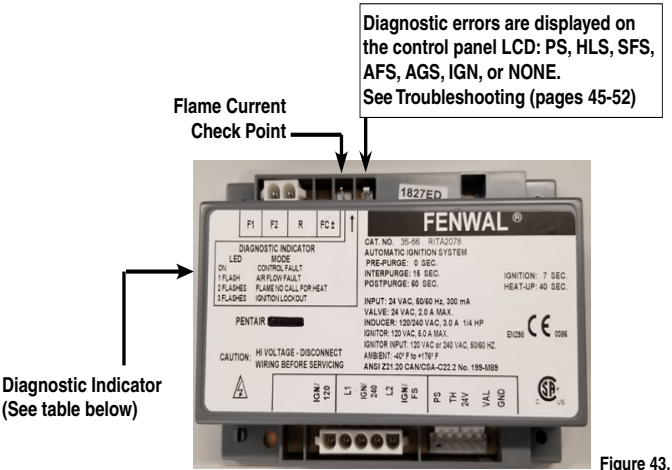 Diagnostic errors are displayed on
the control panel LCD: PS, HLS, SFS,
AFS, AGS, IGN, or NONE.
See Troubleshooting (pages 45-52)
Flame Current
Check Point
1827ED
F1 F2 R FC ±
DIAGNOSTIC INDICATOR
LED MODE
ON CONTROL FAULT
1 FLASH AIR FLOW FAULT
2 FLASHES FLAME NO CALL FOR HEAT
3 FLASHES IGNITION LOCKOUT
PENTAIR
CAUTION: HI VOLTAGE - DISCONNECT
WIRING BEFORE SERVICING
FENWAL®
CAT. NO. 35-66 RITA2078
AUTOMATIC IGNITION SYSTEM
PRE-PURGE: 0 SEC.
INTERPURGE: 15 SEC. IGNITION: 7 SEC.
POSTPURGE: 60 SEC. HEAT-UP: 40 SEC.
INPUT: 24 VAC, 50/60 Hz, 300 mA
VALVE: 24 VAC, 2.0 A MAX.
INDUCER: 120/240 VAC, 3.0 A 1/4 HP
IGNITOR: 120 VAC, 5.0 A MAX.
IGNITOR INPUT: 120 VAC or 240 VAC, 50/60 HZ.
AMBIENT: -40° F to +176° F
ANSI Z21.20 CAN/CSA-C22.2 No. 199-M89
EN298 CE 0086
IGN/120 L1 IGN/240 L2 IGN/FS PS TH 24V VAL GND
C US
Diagnostic Indicator
(See table below)
Figure 43.